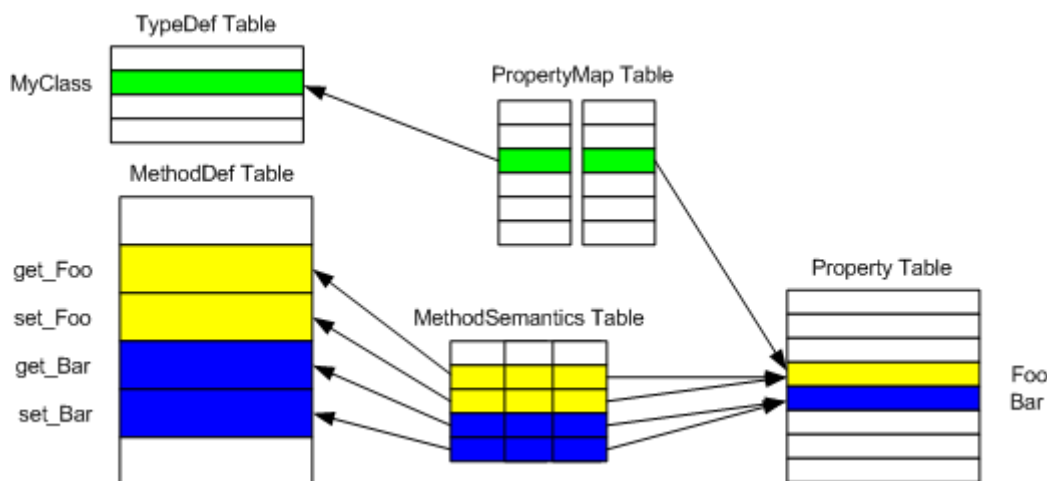 TypeDef Table
MyClass
PropertyMap Table
MethodDef Table
get_Foo
set_Foo
get_Bar
set_Bar
MethodSemantics Table
Property Table
Foo
Bar